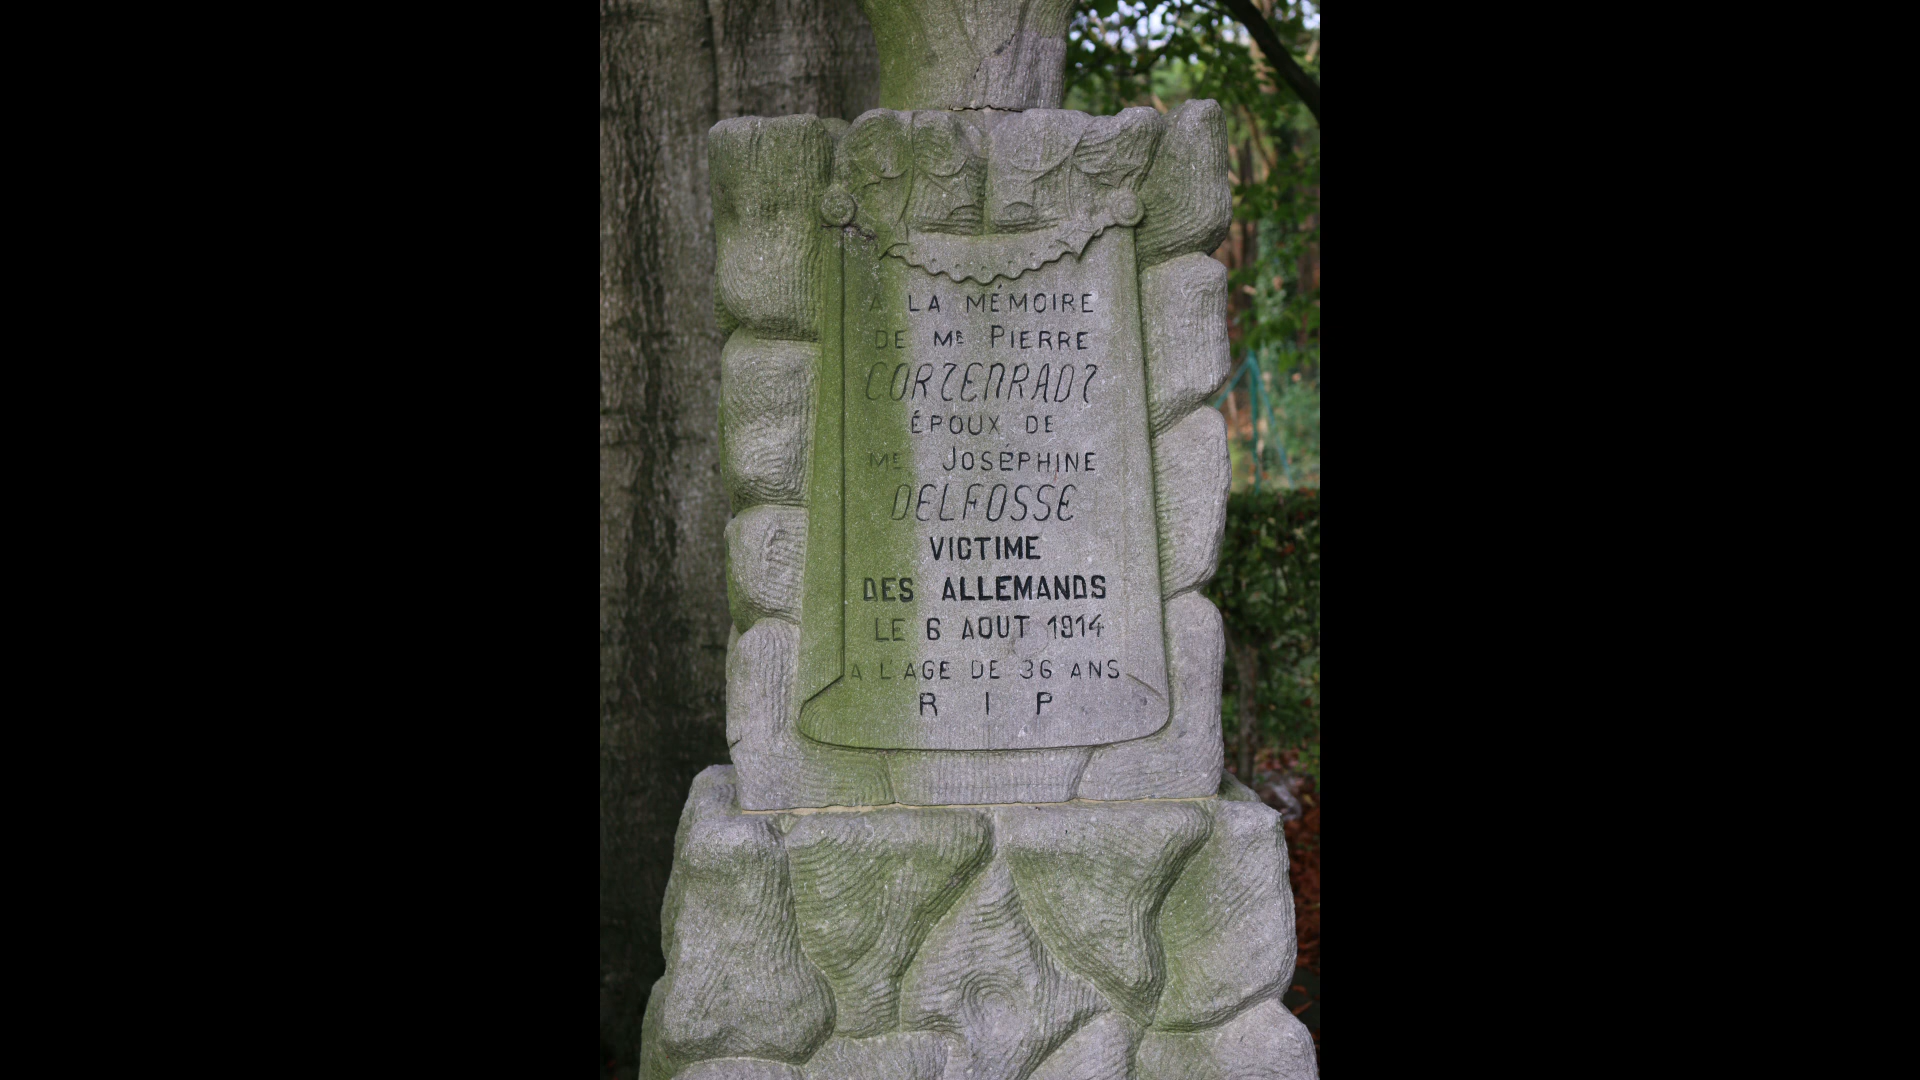 A LA MÉMOIRE
DE MR PIERRE
CORTENRADT
ÉPOUX DE
ME JOSÉPHINE
DELFOSSE
VICTIME
DES ALLEMANDS
LE 6 AOUT 1914
A L'AGE DE 36 ANS
R I P